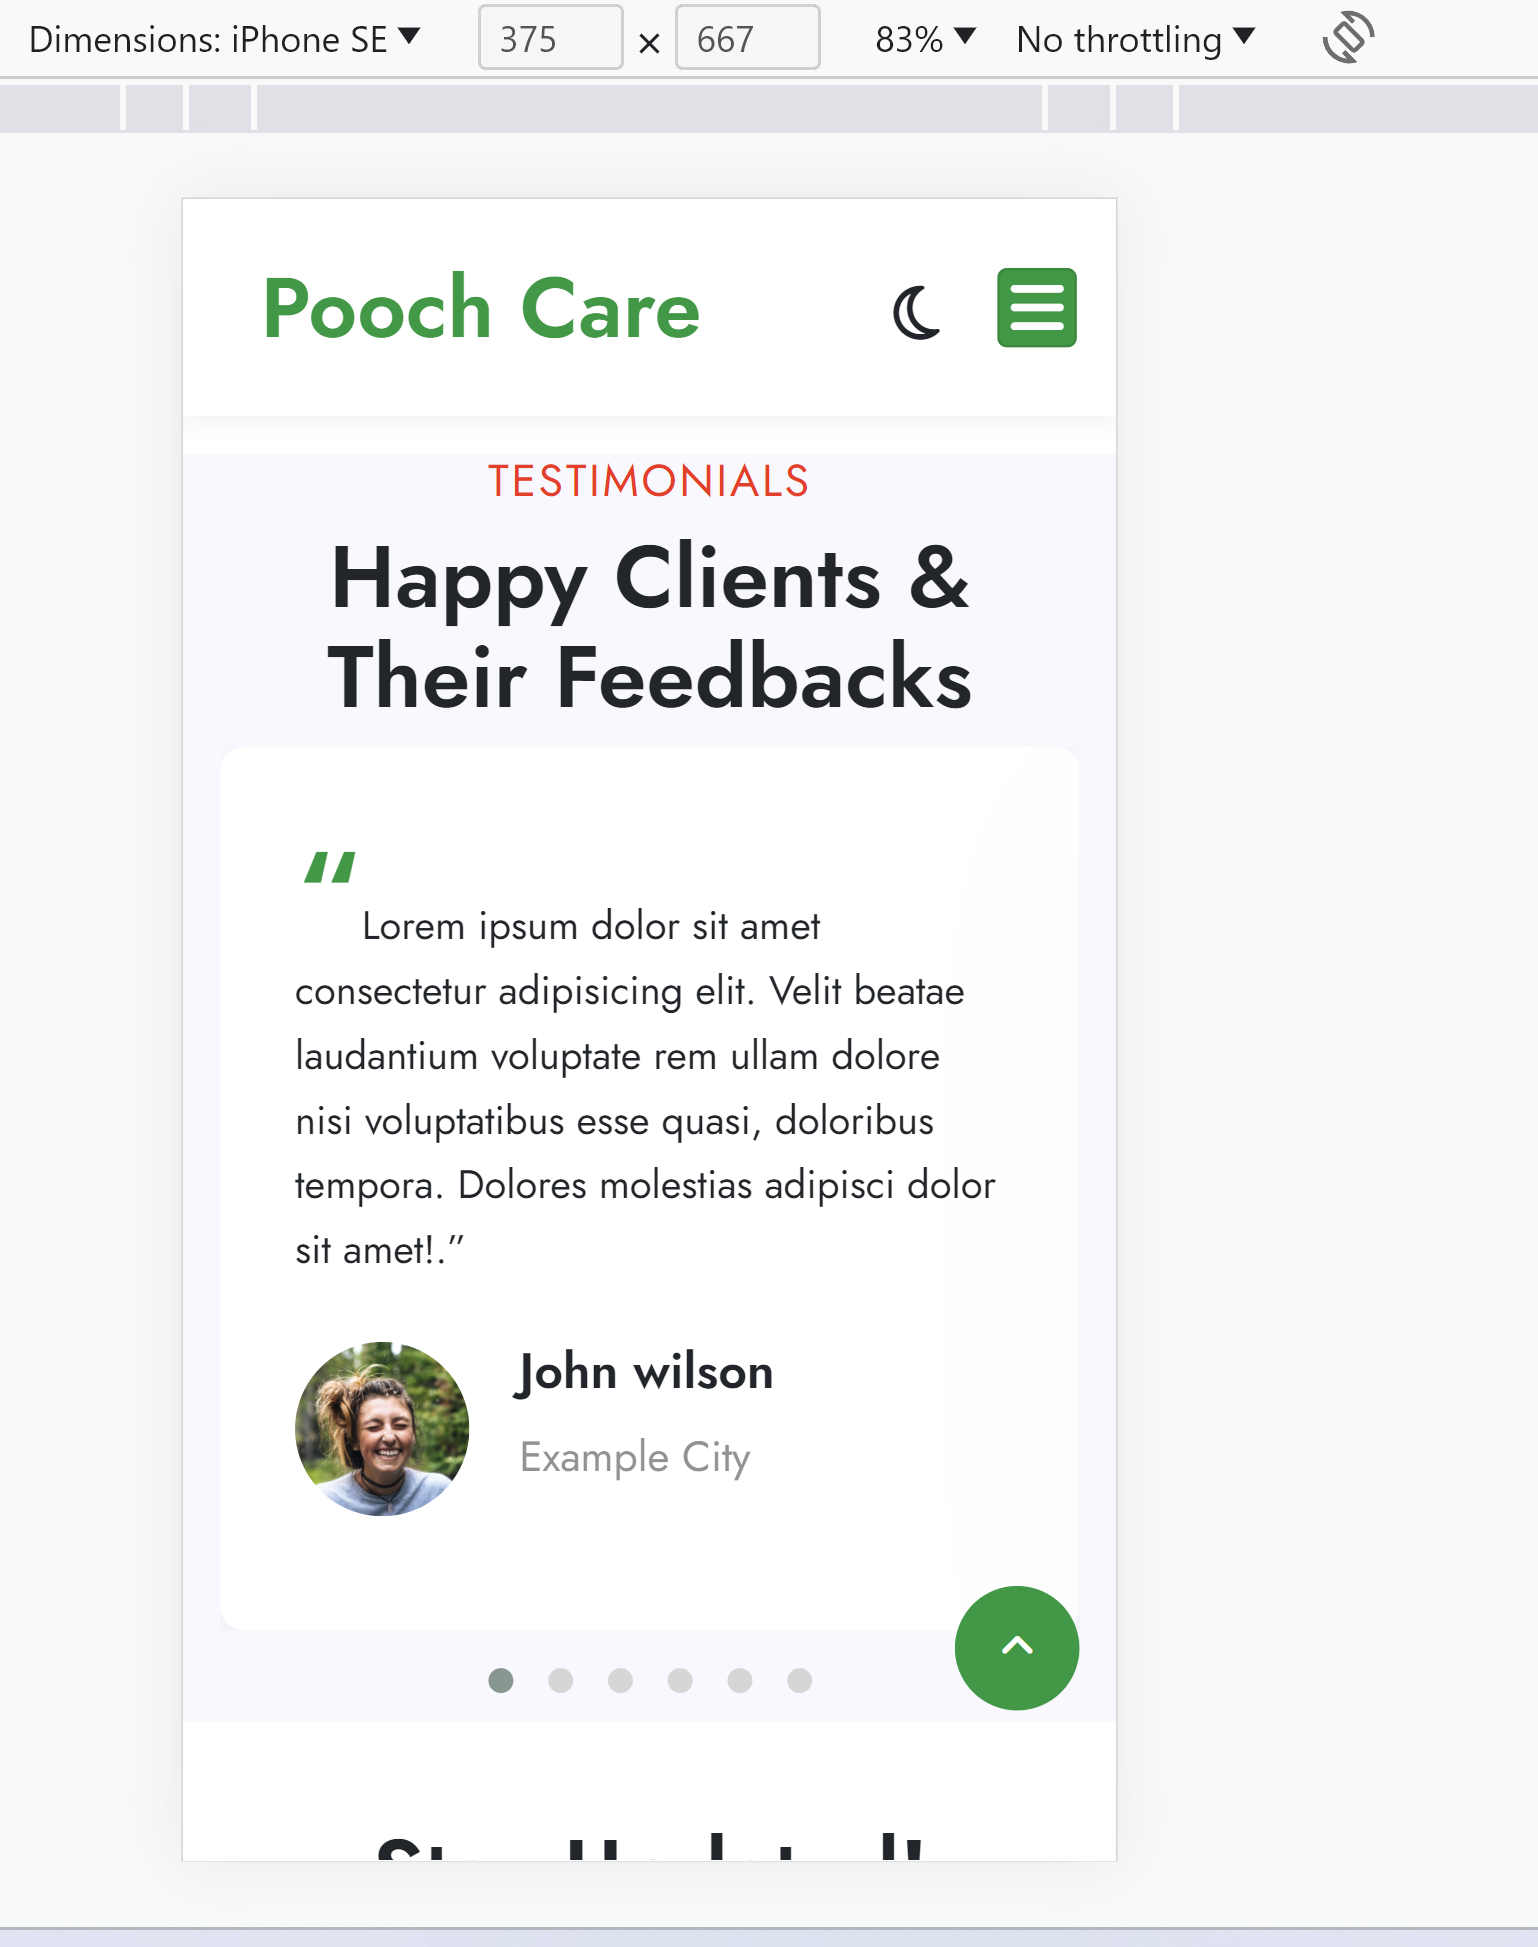 Dimensions: iPhone SE 375 × 667 83% No throttling
Pooch Care
TESTIMONIALS
Happy Clients &
Their Feedbacks
“
Lorem ipsum dolor sit amet
consectetur adipisicing elit. Velit beatae
laudantium voluptate rem ullam dolore
nisi voluptatibus esse quasi, doloribus
tempora. Dolores molestias adipisci dolor
sit amet!.”
John wilson
Example City
Stay Updated!